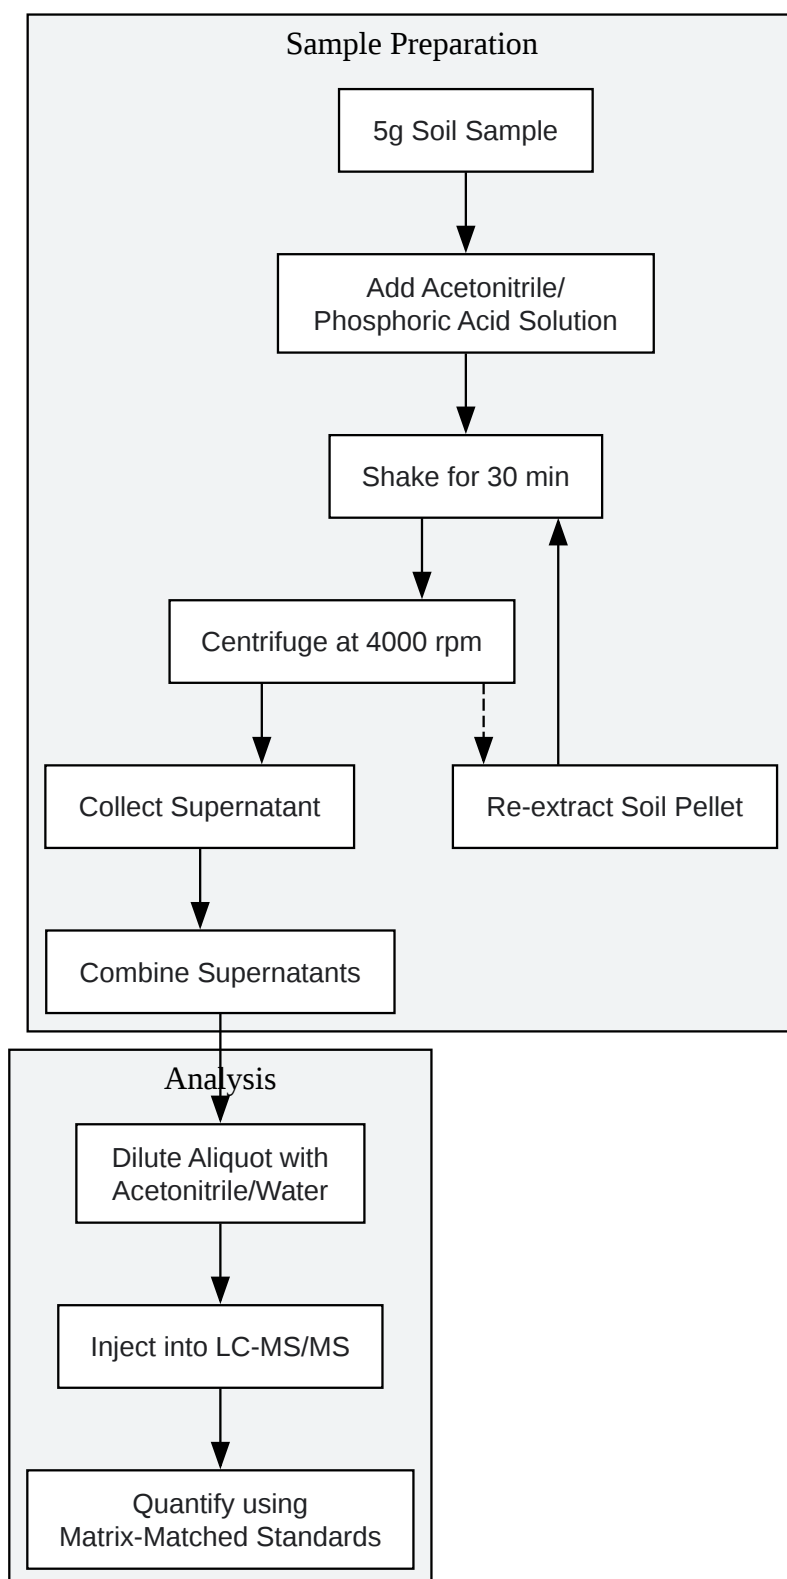 Sample Preparation
5g Soil Sample
Add Acetonitrile/
Phosphoric Acid Solution
Shake for 30 min
Centrifuge at 4000 rpm
Collect Supernatant
Re-extract Soil Pellet
Combine Supernatants
Analysis
Dilute Aliquot with
Acetonitrile/Water
Inject into LC-MS/MS
Quantify using
Matrix-Matched Standards